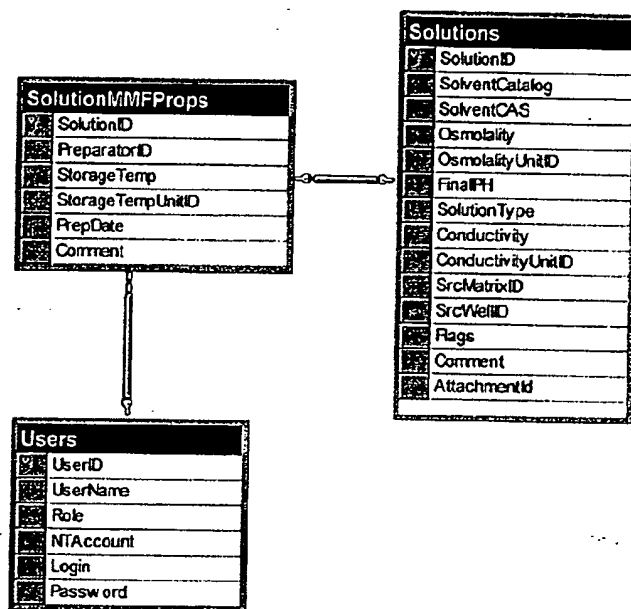 Solutions
SolutionID
SolventCatalog
SolventCAS
Osmolality
OsmolalityUnitID
FinalPH
SolutionType
Conductivity
ConductivityUnitID
SrcMatrixID
SrcWellID
Flags
Comment
AttachmentId
SolutionMMFProps
SolutionID
PreparatorID
StorageTemp
StorageTempUnitID
PrepDate
Comment
Users
UserID
UserName
Role
NTAccount
Login
Password